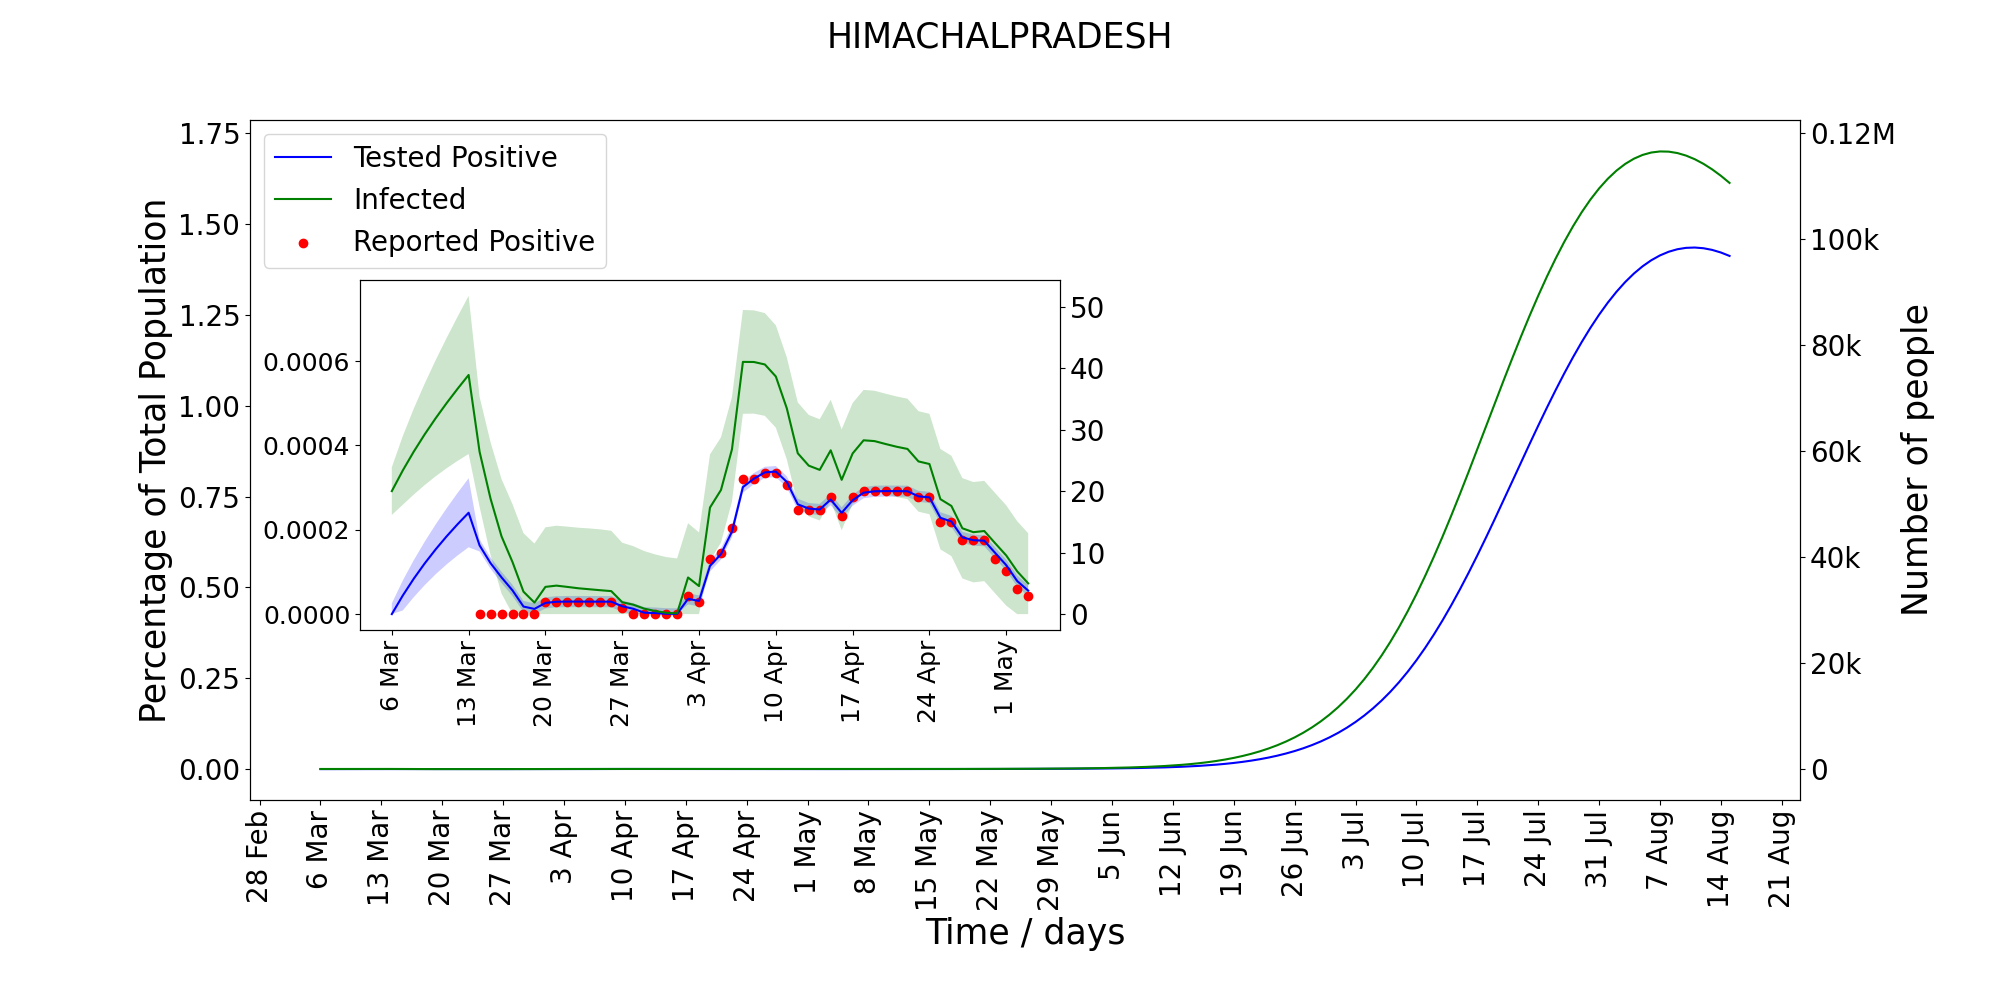 HIMACHALPRADESH
Tested Positive
Infected
Reported Positive
Percentage of Total Population
1.75
1.50
1.25
1.00
0.75
0.50
0.25
0.00
0.0006
0.0004
0.0002
0.0000
50
40
30
20
10
0
6 Mar
13 Mar
20 Mar
27 Mar
3 Apr
10 Apr
17 Apr
24 Apr
1 May
0.12M
100k
80k
60k
40k
20k
0
Number of people
28 Feb
6 Mar
13 Mar
20 Mar
27 Mar
3 Apr
10 Apr
17 Apr
24 Apr
1 May
8 May
15 May
22 May
29 May
5 Jun
12 Jun
19 Jun
26 Jun
3 Jul
10 Jul
17 Jul
24 Jul
31 Jul
7 Aug
14 Aug
21 Aug
Time / days